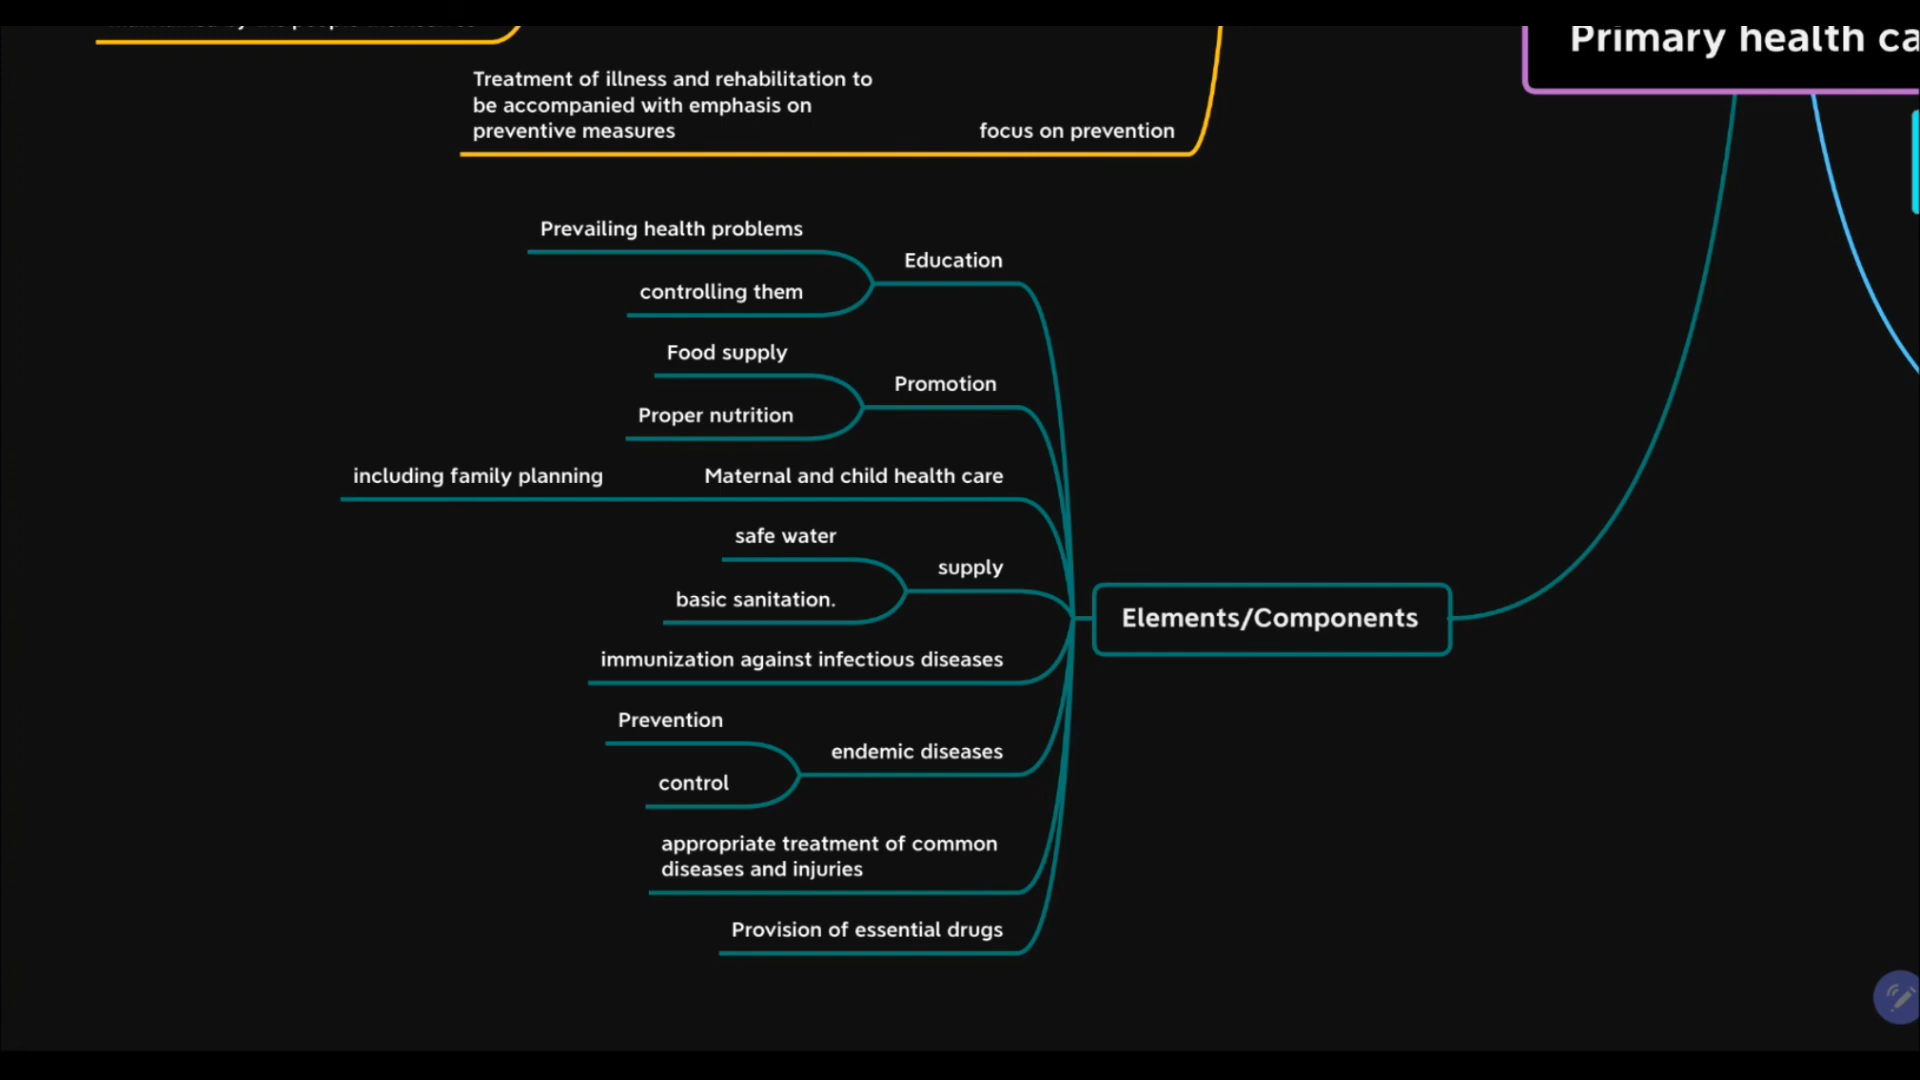 Primary health
Treatment of illness and rehabilitation to
be accompanied with emphasis on
preventive measures
focus on prevention
Prevailing health problems
Education
controlling them
Food supply
Promotion
Proper nutrition
including family planning
Maternal and child health care
safe water
supply
basic sanitation.
Elements/Components
immunization against infectious diseases
Prevention
endemic diseases
control
appropriate treatment of common
diseases and injuries
Provision of essential drugs